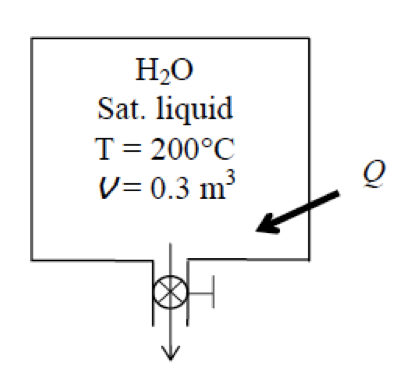 H₂O
Sat. liquid
T = 200°C
V = 0.3 m³
Q